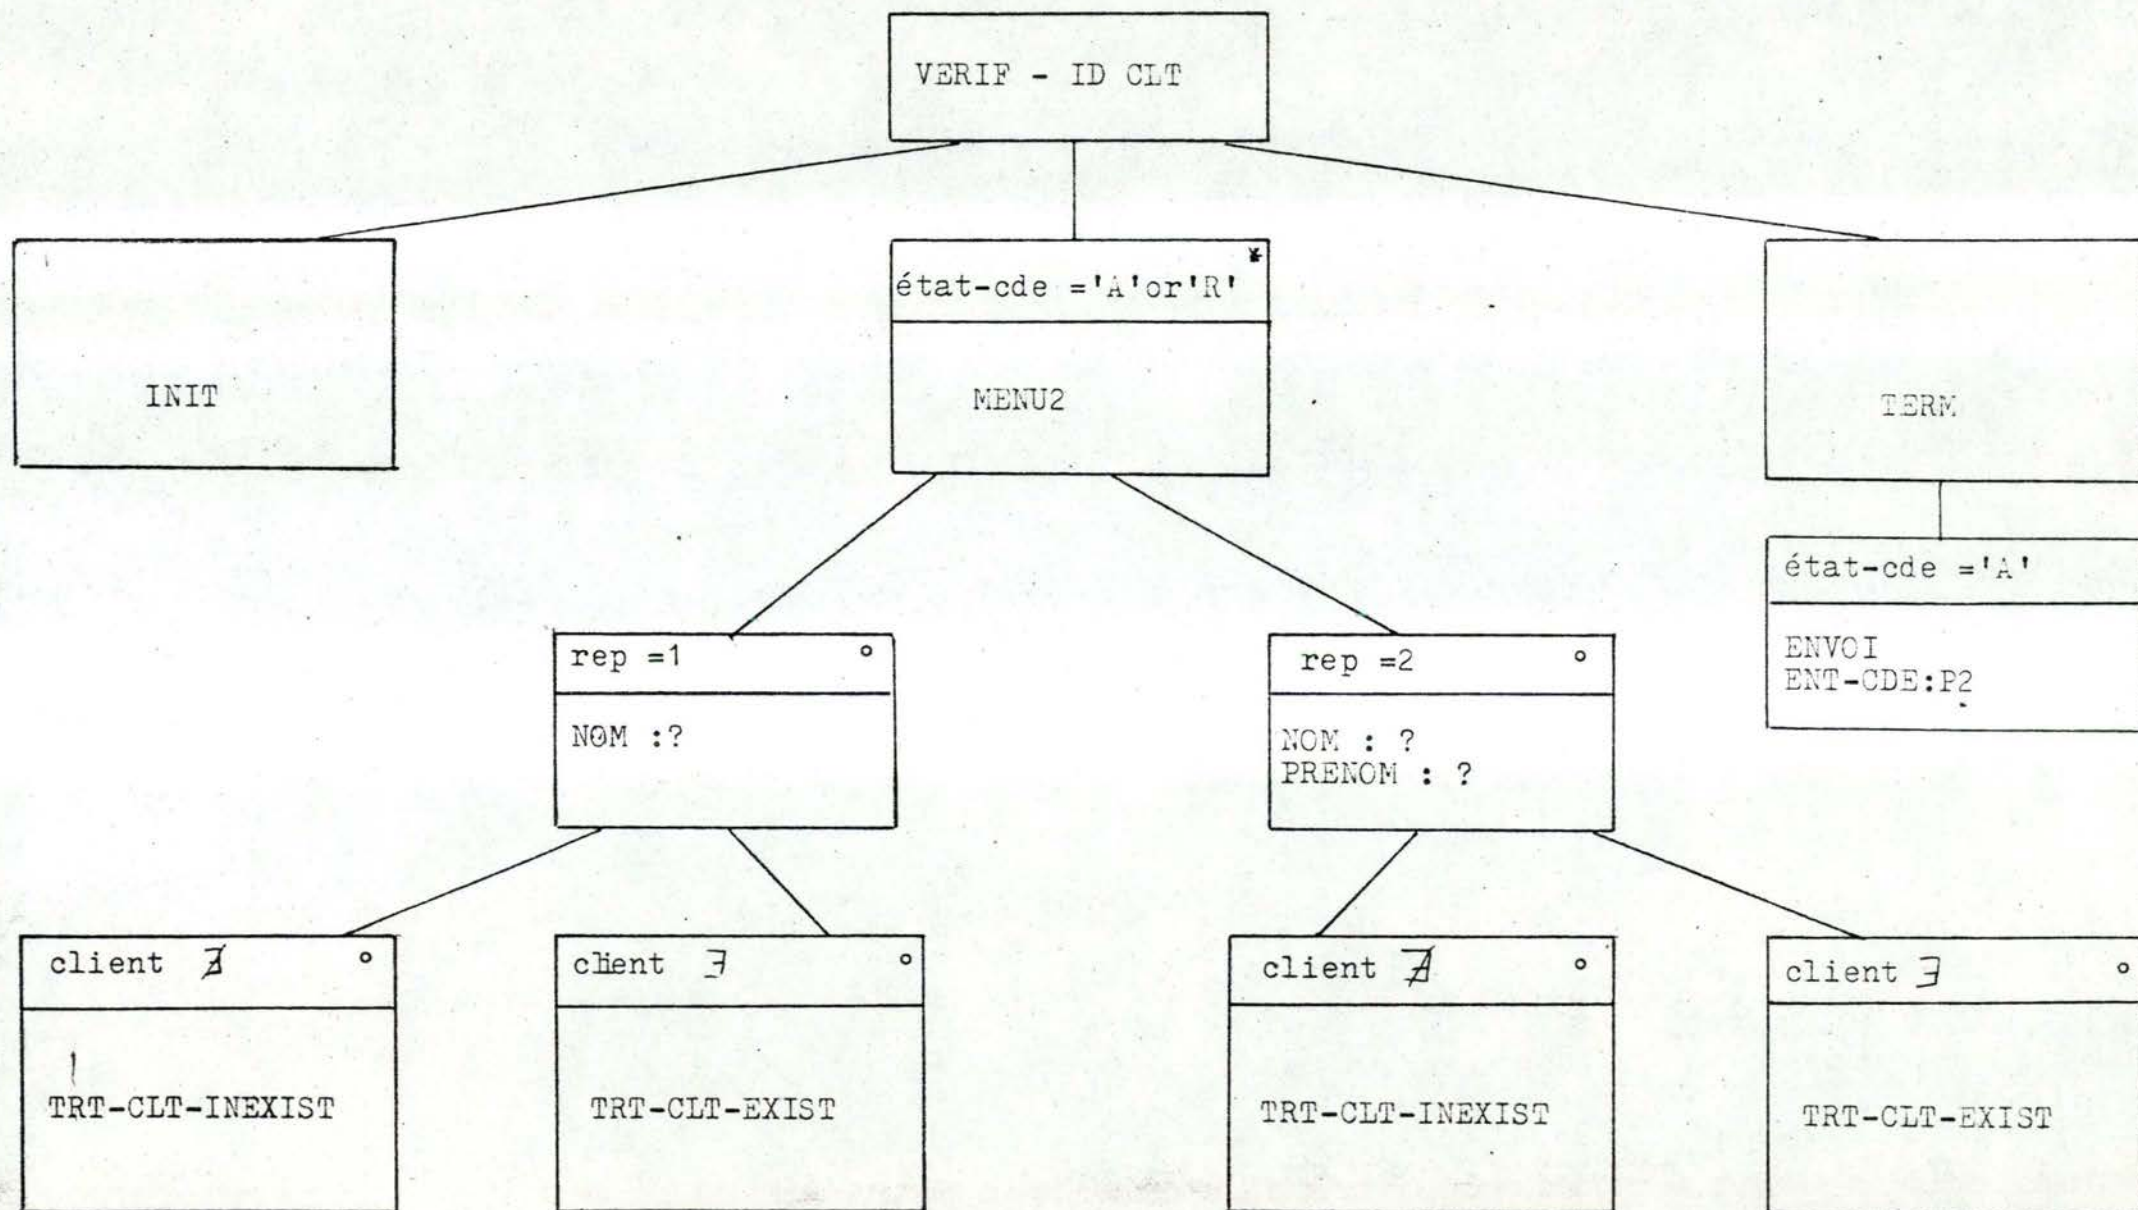 VERIF - ID CLT
INIT
*
état-cde ='A'or'R'
MENU2
TERM
état-cde ='A'
ENVOI
ENT-CDE:P2
rep =1 °
NOM :?
rep =2 °
NOM : ?
PRENOM : ?
client ∄ °
TRT-CLT-INEXIST
client ∃ °
TRT-CLT-EXIST
client ∄ °
TRT-CLT-INEXIST
client ∃ °
TRT-CLT-EXIST